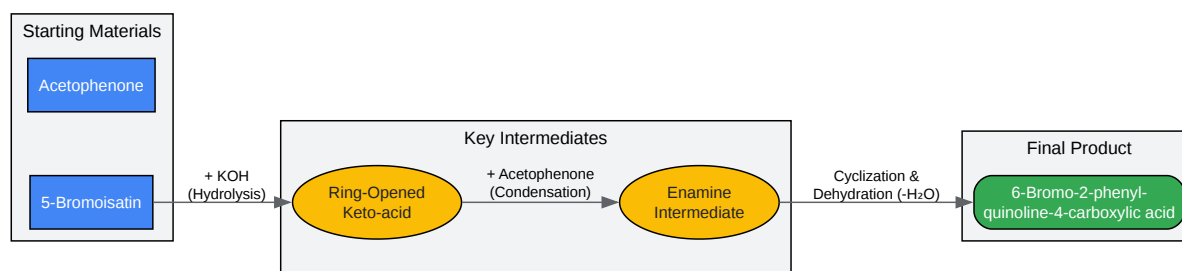 Starting Materials
Acetophenone
5-Bromoisatin
+ KOH
(Hydrolysis)
Key Intermediates
Ring-Opened
Keto-acid
+ Acetophenone
(Condensation)
Enamine
Intermediate
Cyclization &
Dehydration (-H₂O)
Final Product
6-Bromo-2-phenyl-
quinoline-4-carboxylic acid